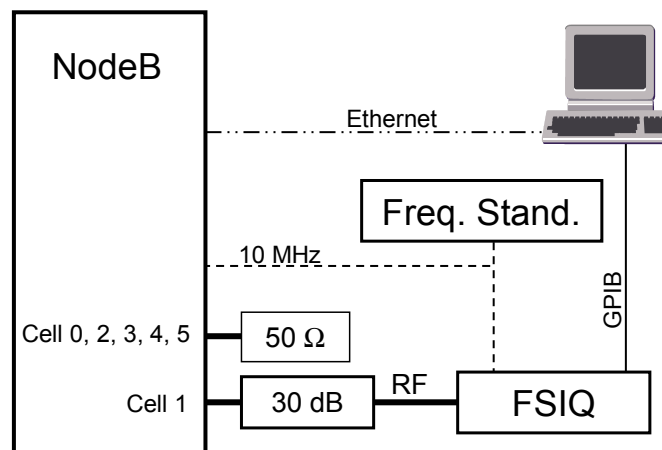 NodeB
Ethernet
Freq. Stand.
10 MHz
GPIB
Cell 0, 2, 3, 4, 5
50 Ω
Cell 1
30 dB
RF
FSIQ